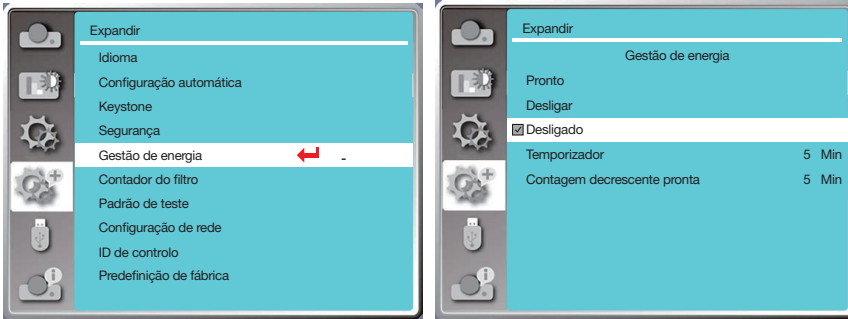 Expandir
Idioma
Configuração automática
Keystone
Segurança
Gestão de energia -
Contador do filtro
Padrão de teste
Configuração de rede
ID de controlo
Predefinição de fábrica
Expandir
Gestão de energia
Pronto
Desligar
Desligado
Temporizador 5 Min
Contagem decrescente pronta 5 Min